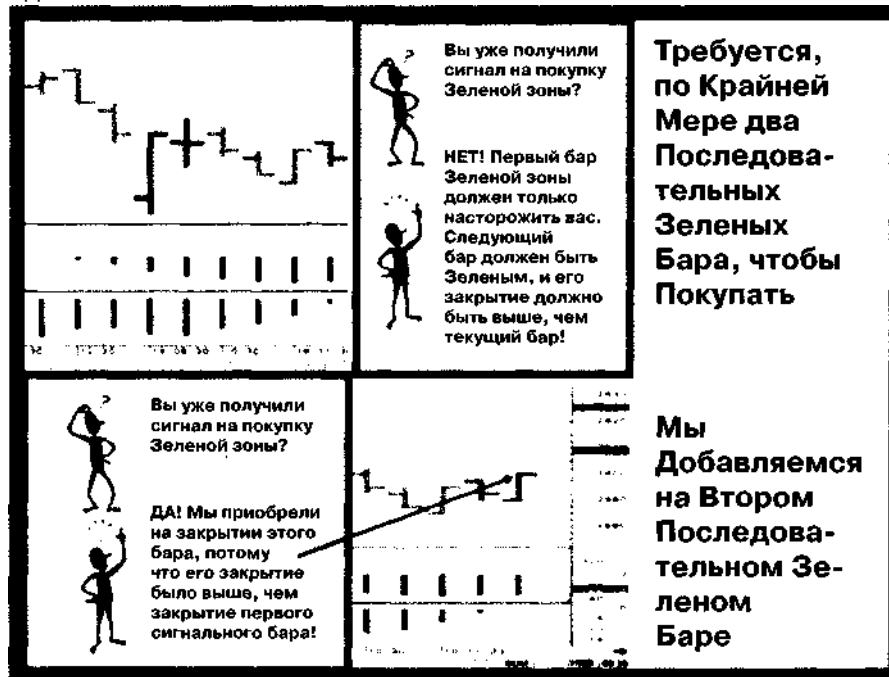 Вы уже получили
сигнал на покупку
Зеленой зоны?
НЕТ! Первый бар
Зеленой зоны
должен только
насторожить вас.
Следующий
бар должен быть
Зеленым, и его
закрытие должно
быть выше, чем
текущий бар!
Требуется,
по Крайней
Мере два
Последова-
тельных
Зеленых
Бара, чтобы
Покупать
Вы уже получили
сигнал на покупку
Зеленой зоны?
ДА! Мы приобрели
на закрытии этого
бара, потому
что его закрытие
было выше, чем
закрытие первого
сигнального бара!
Мы
Добавляемся
на Втором
Последова-
тельном Зе-
леном
Баре